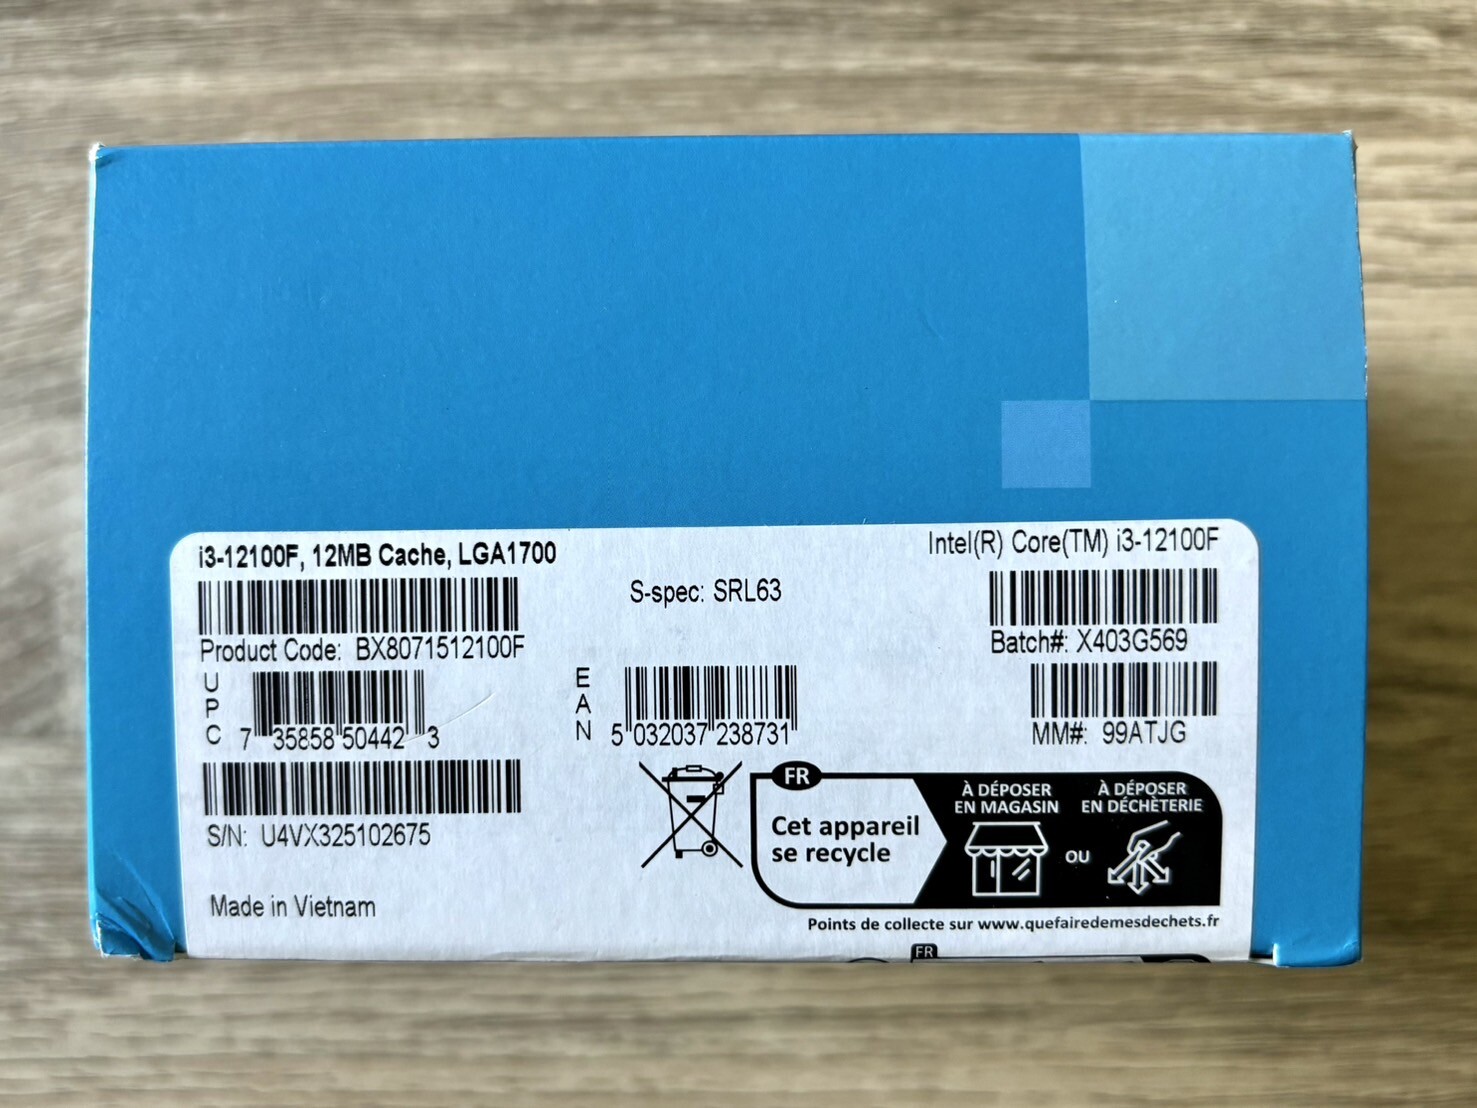 i3-12100F, 12MB Cache, LGA1700
Intel(R) Core(TM) i3-12100F
S-spec: SRL63
Product Code: BX8071512100F
Batch#: X403G569
UPC 7 35858 50442 3
EAN 5 032037 238731
MM#: 99ATJG
S/N: U4VX325102675
FR
Cet appareil
se recycle
À DÉPOSER
EN MAGASIN
OU
À DÉPOSER
EN DÉCHÈTERIE
Made in Vietnam
Points de collecte sur www.quefairedemesdechets.fr
FR